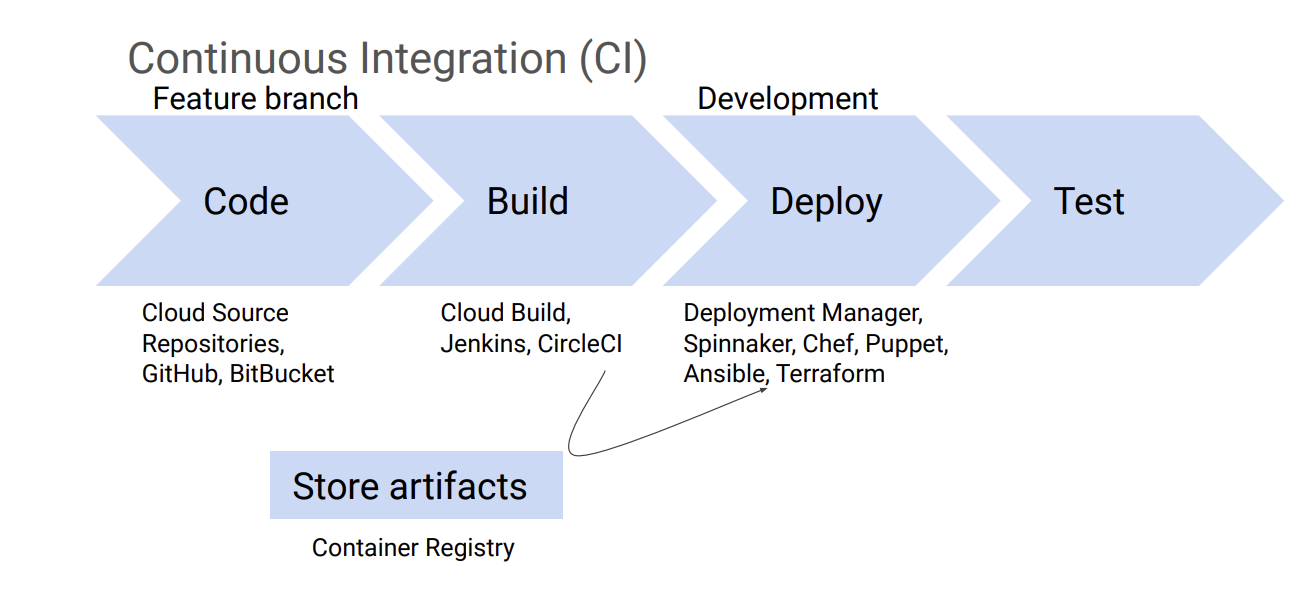 Continuous Integration (CI)
Feature branch
Development
Code
Build
Deploy
Test
Cloud Source
Repositories,
GitHub, BitBucket
Cloud Build,
Jenkins, CircleCI
Deployment Manager,
Spinnaker, Chef, Puppet,
Ansible, Terraform
Store artifacts
Container Registry